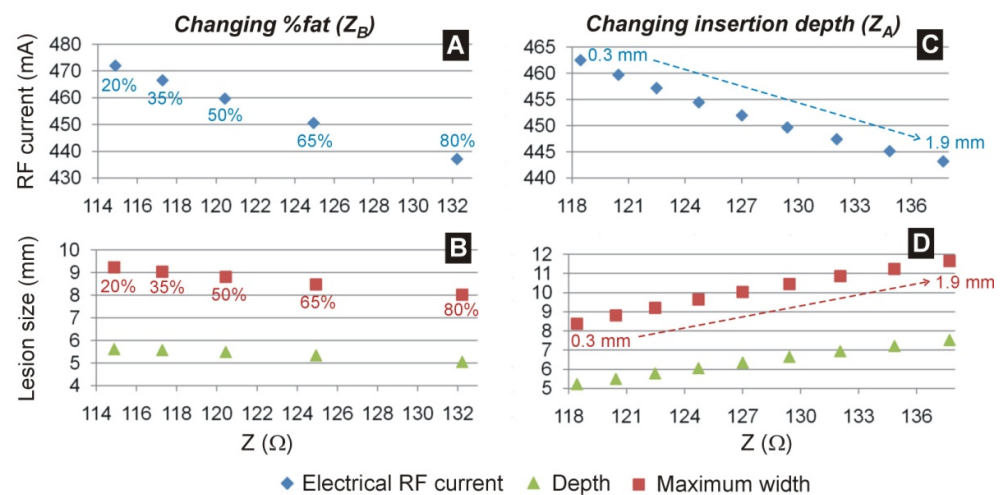 Changing %fat (Z_B)
A
RF current (mA)
480
470
460
450
440
430
20%
35%
50%
65%
80%
114 116 118 120 122 124 126 128 130 132
Changing insertion depth (Z_A)
C
465
460
455
450
445
440
0.3 mm
1.9 mm
118 121 124 127 130 133 136
B
Lesion size (mm)
10
9
8
7
6
5
4
20%
35%
50%
65%
80%
114 116 118 120 122 124 126 128 130 132
Z (Ω)
D
12
11
10
9
8
7
6
5
0.3 mm
1.9 mm
118 121 124 127 130 133 136
Z (Ω)
Electrical RF current Depth Maximum width